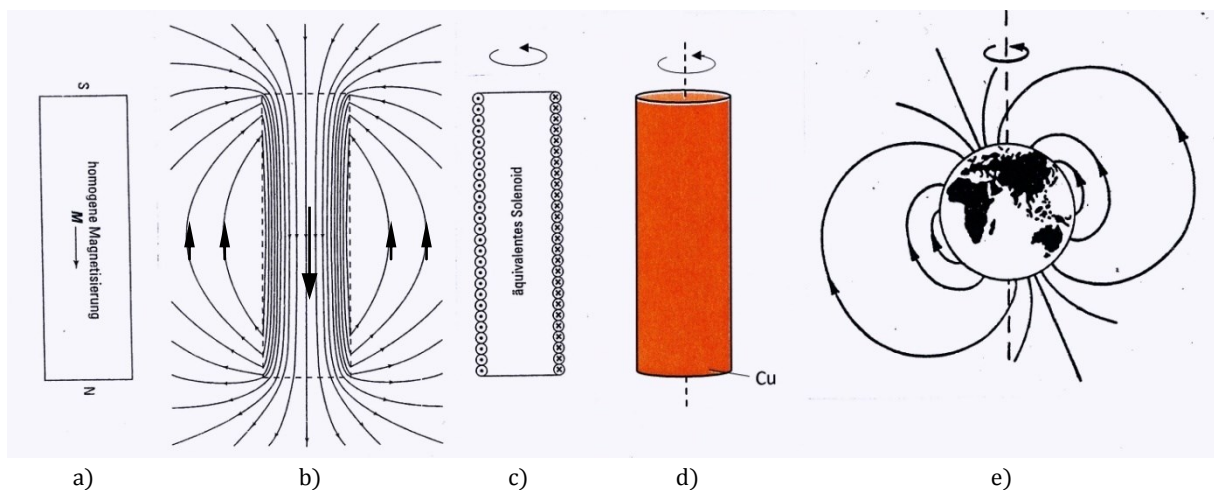 S
homogene Magnetisierung
M
N
äquivalentes Solenoid
Cu
a)
b)
c)
d)
e)